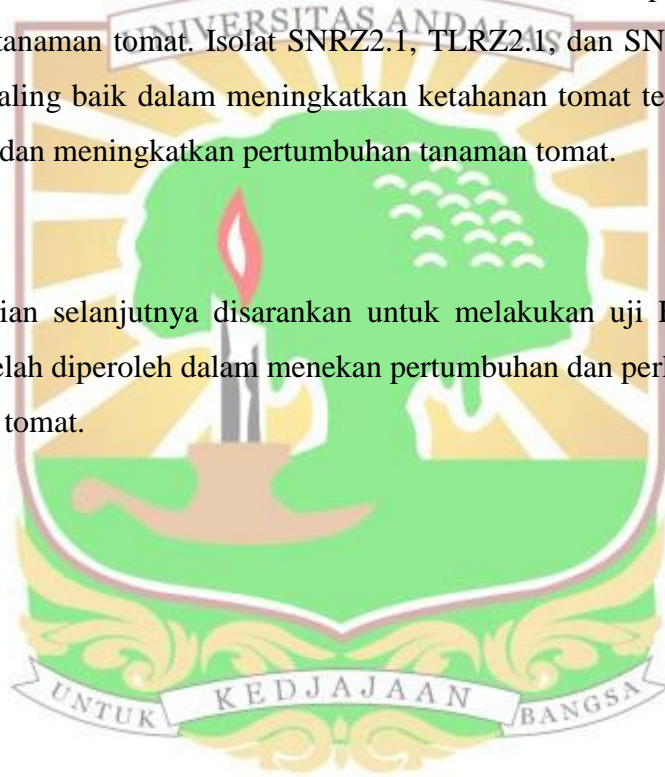 UNIVERSITAS ANDALAS
tanaman tomat. Isolat SNRZ2.1, TLRZ2.1, dan SN
aling baik dalam meningkatkan ketahanan tomat te
dan meningkatkan pertumbuhan tanaman tomat.
ian selanjutnya disarankan untuk melakukan uji
elah diperoleh dalam menekan pertumbuhan dan per
tomat.
UNTUK KEDJAJAAN BANGSA